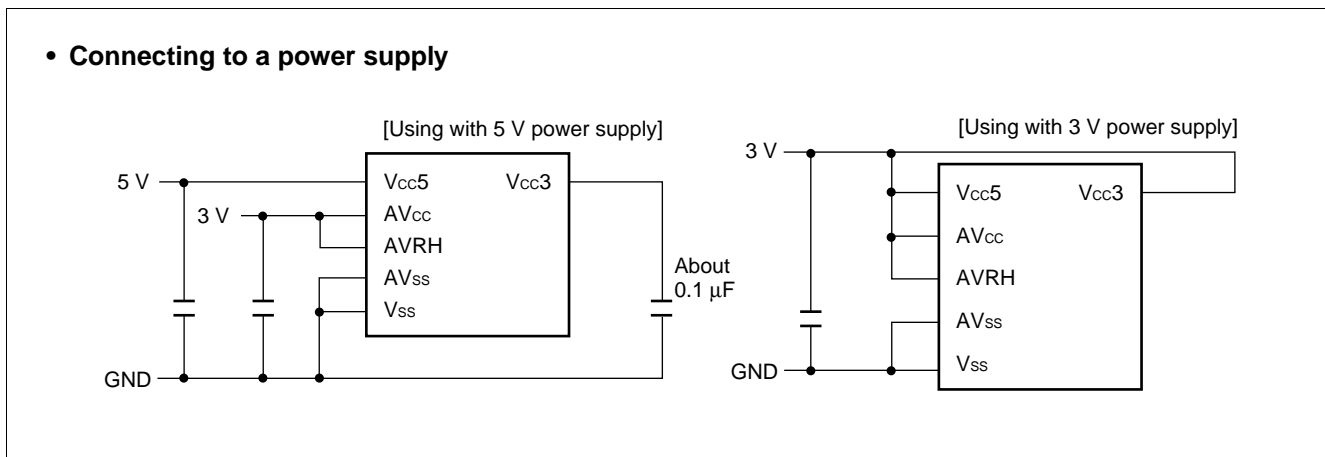 • Connecting to a power supply
[Using with 5 V power supply]
5 V
3 V
VCC5
VCC3
AVCC
AVRH
AVSS
VSS
About
0.1 μF
GND
[Using with 3 V power supply]
3 V
VCC5
VCC3
AVCC
AVRH
AVSS
VSS
GND